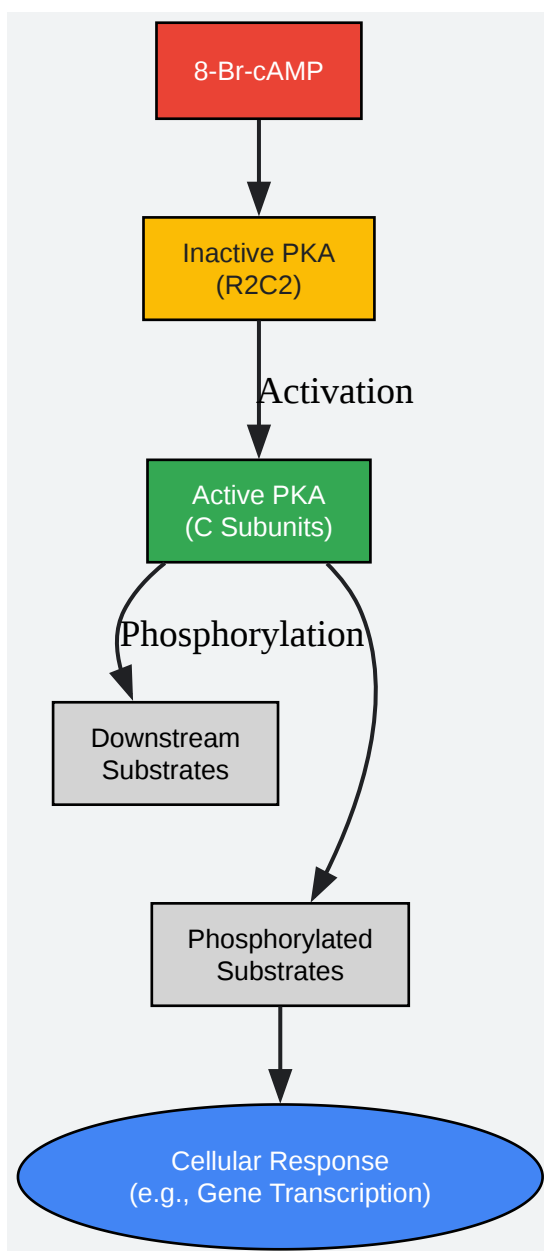 8-Br-cAMP
Inactive PKA
(R2C2)
Activation
Active PKA
(C Subunits)
Phosphorylation
Downstream
Substrates
Phosphorylated
Substrates
Cellular Response
(e.g., Gene Transcription)